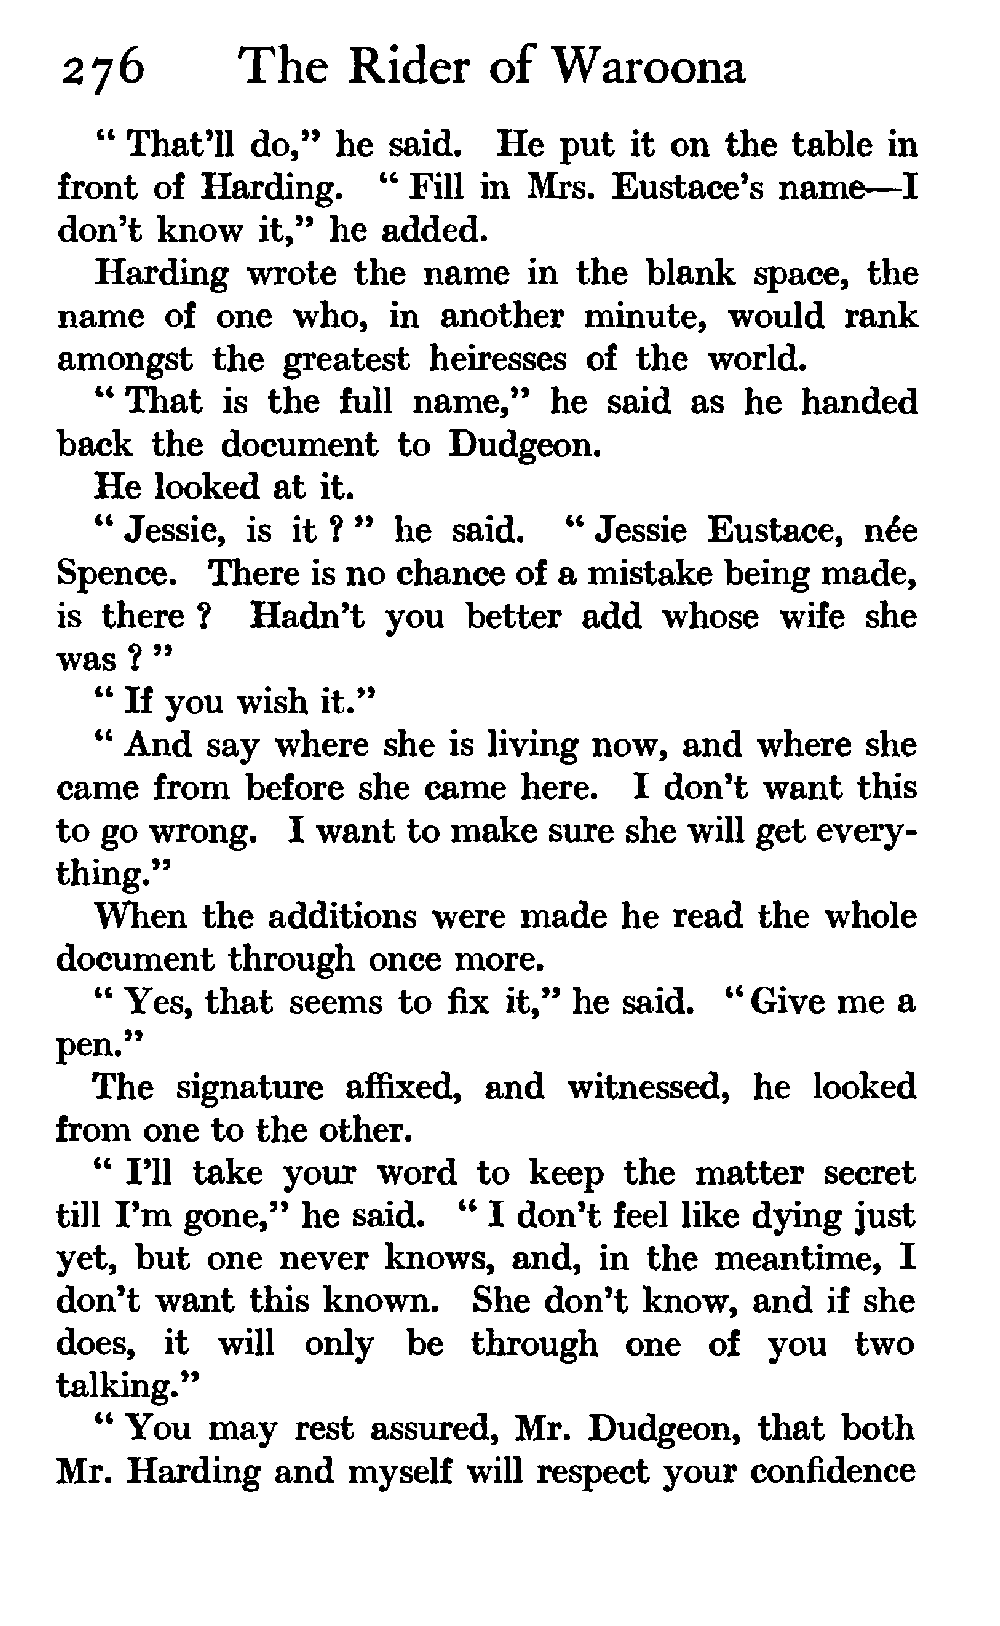 276 The Rider of Waroona
“ That’ll do,” he said. He put it on the table in
front of Harding. “ Fill in Mrs. Eustace’s name—I
don’t know it,” he added.
Harding wrote the name in the blank space, the
name of one who, in another minute, would rank
amongst the greatest heiresses of the world.
“ That is the full name,” he said as he handed
back the document to Dudgeon.
He looked at it.
“ Jessie, is it ? ” he said. “ Jessie Eustace, née
Spence. There is no chance of a mistake being made,
is there ? Hadn’t you better add whose wife she
was ? ”
“ If you wish it.”
“ And say where she is living now, and where she
came from before she came here. I don’t want this
to go wrong. I want to make sure she will get every-
thing.”
When the additions were made he read the whole
document through once more.
“ Yes, that seems to fix it,” he said. “ Give me a
pen.”
The signature affixed, and witnessed, he looked
from one to the other.
“ I’ll take your word to keep the matter secret
till I’m gone,” he said. “ I don’t feel like dying just
yet, but one never knows, and, in the meantime, I
don’t want this known. She don’t know, and if she
does, it will only be through one of you two
talking.”
“ You may rest assured, Mr. Dudgeon, that both
Mr. Harding and myself will respect your confidence